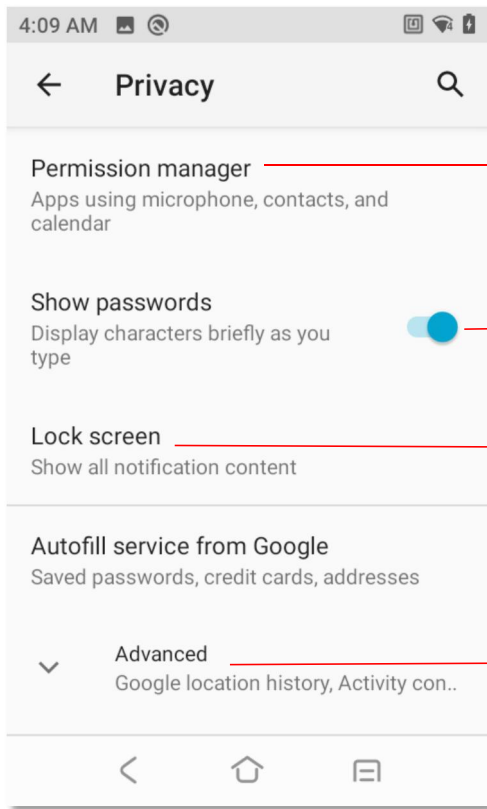 4:09 AM
Privacy
Permission manager
Apps using microphone, contacts, and
calendar
Show passwords
Display characters briefly as you
type
Lock screen
Show all notification content
Autofill service from Google
Saved passwords, credit cards, addresses
Advanced
Google location history, Activity con..